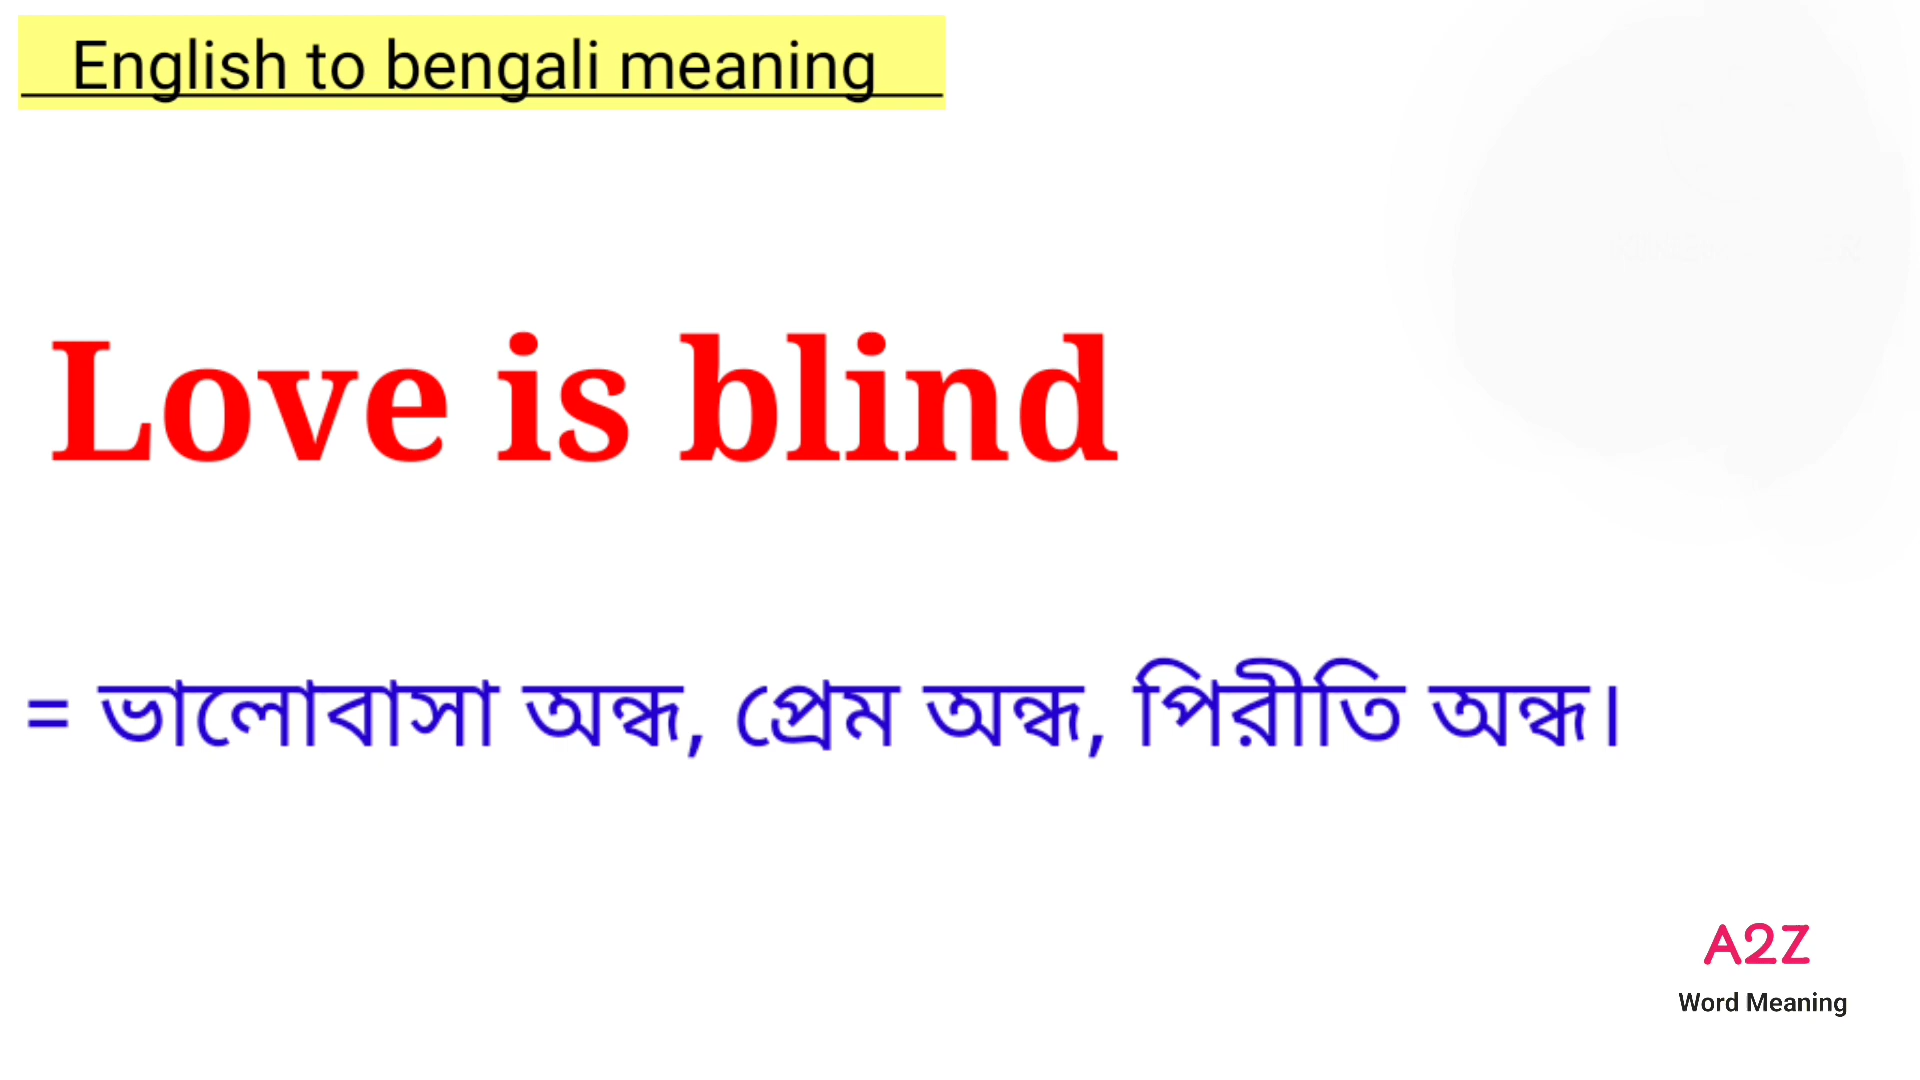 English to bengali meaning
Love is blind
= ভালোবাসা অন্ধ, প্রেম অন্ধ, পিরীতি অন্ধ।
A2Z
Word Meaning